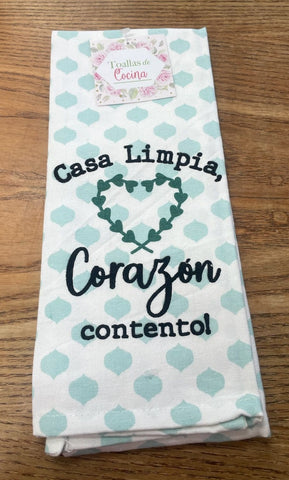 Toallas de
Cocina
Casa Limpia,
Corazón
contento!